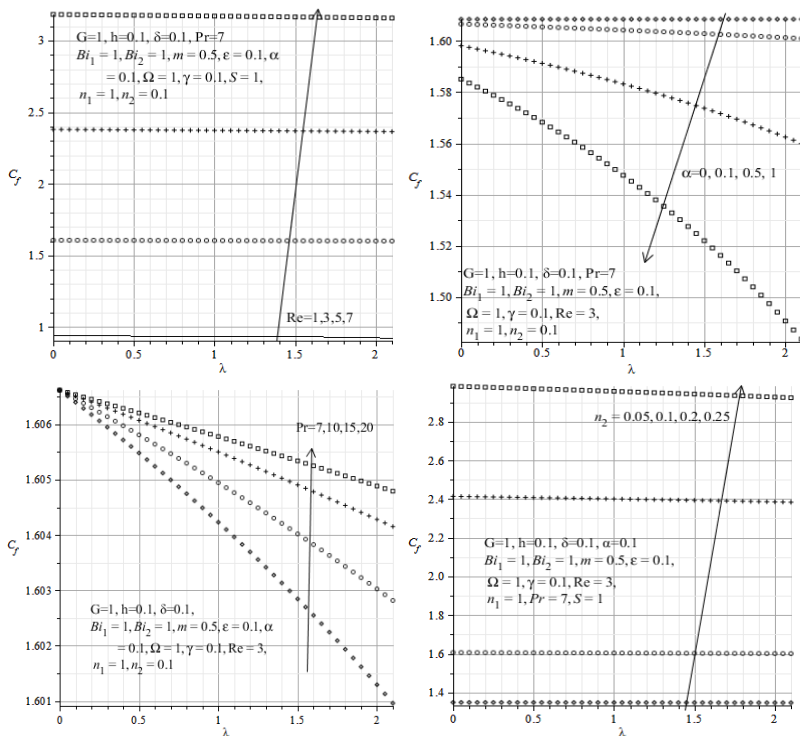 3
2.5
C_f 2
1.5
1
G=1, h=0.1, δ=0.1, Pr=7
Bi₁ = 1, Bi₂ = 1, m = 0.5, ε = 0.1, α
= 0.1, Ω = 1, γ = 0.1, S = 1,
n₁ = 1, n₂ = 0.1
Re=1,3,5,7
0 0.5 1 1.5 2
λ
1.60
1.58
1.56
C_f
1.54
1.52
1.50
α=0, 0.1, 0.5, 1
G=1, h=0.1, δ=0.1, Pr=7
Bi₁ = 1, Bi₂ = 1, m = 0.5, ε = 0.1,
Ω = 1, γ = 0.1, Re = 3,
n₁ = 1, n₂ = 0.1
0 0.5 1 1.5 2
λ
1.606
1.605
1.604
C_f
1.603
1.602
1.601
Pr=7,10,15,20
G=1, h=0.1, δ=0.1,
Bi₁ = 1, Bi₂ = 1, m = 0.5, ε = 0.1, α
= 0.1, Ω = 1, γ = 0.1, Re = 3,
n₁ = 1, n₂ = 0.1
0 0.5 1 1.5 2
λ
2.8
2.6
2.4
2.2
C_f
2.0
1.8
1.6
1.4
n₂ = 0.05, 0.1, 0.2, 0.25
G=1, h=0.1, δ=0.1, α=0.1
Bi₁ = 1, Bi₂ = 1, m = 0.5, ε = 0.1,
Ω = 1, γ = 0.1, Re = 3,
n₁ = 1, Pr = 7, S = 1
0 0.5 1 1.5 2
λ